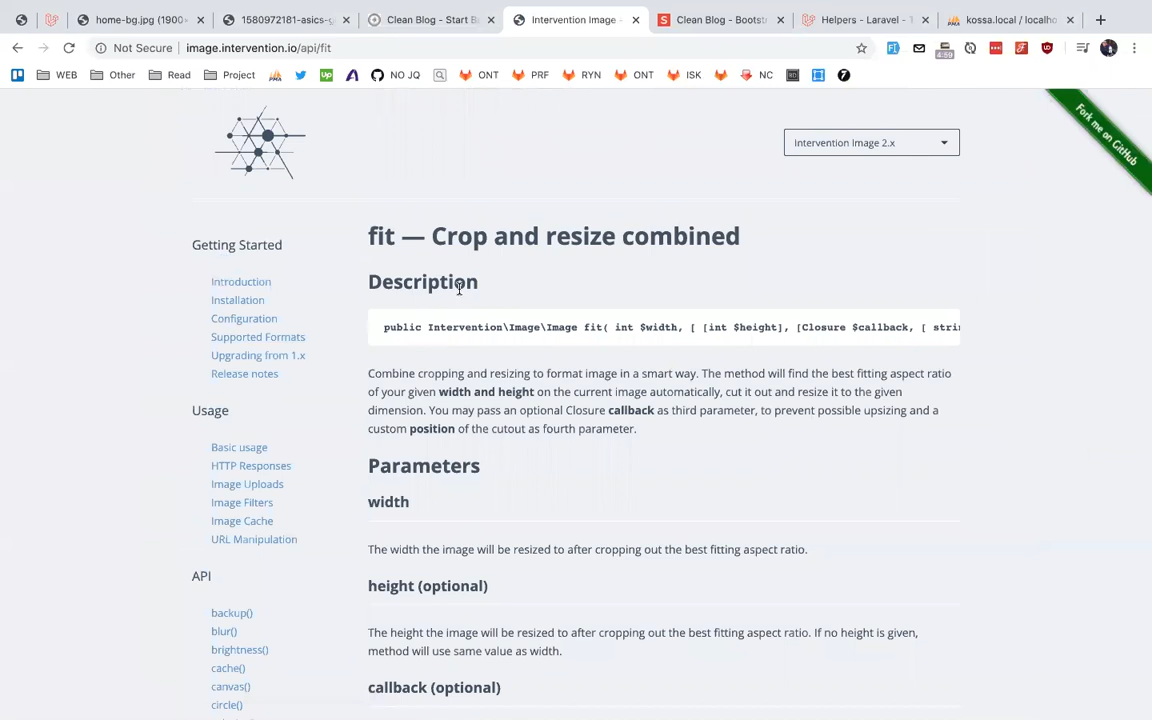 home-bg.jpg (1900×
1580972181-asics-g
Clean Blog - Start B
Intervention Image -
Clean Blog - Bootst
Helpers - Laravel - T
kossa.local / localho
Not Secure
image.intervention.io/api/fit
4:59
WEB
Other
Read
Project
PMA
Up
NO JQ
ONT
PRF
RYN
ONT
ISK
NC
Intervention Image 2.x
Fork me on GitHub
fit — Crop and resize combined
Getting Started
Description
Introduction
Installation
Configuration
Supported Formats
Upgrading from 1.x
Release notes
public Intervention\Image\Image fit( int $width, [ [int $height], [Closure $callback, [ strin
Combine cropping and resizing to format image in a smart way. The method will find the best fitting aspect ratio
of your given width and height on the current image automatically, cut it out and resize it to the given
dimension. You may pass an optional Closure callback as third parameter, to prevent possible upsizing and a
custom position of the cutout as fourth parameter.
Usage
Basic usage
HTTP Responses
Image Uploads
Image Filters
Image Cache
URL Manipulation
Parameters
width
The width the image will be resized to after cropping out the best fitting aspect ratio.
height (optional)
The height the image will be resized to after cropping out the best fitting aspect ratio. If no height is given,
method will use same value as width.
callback (optional)
API
backup()
blur()
brightness()
cache()
canvas()
circle()